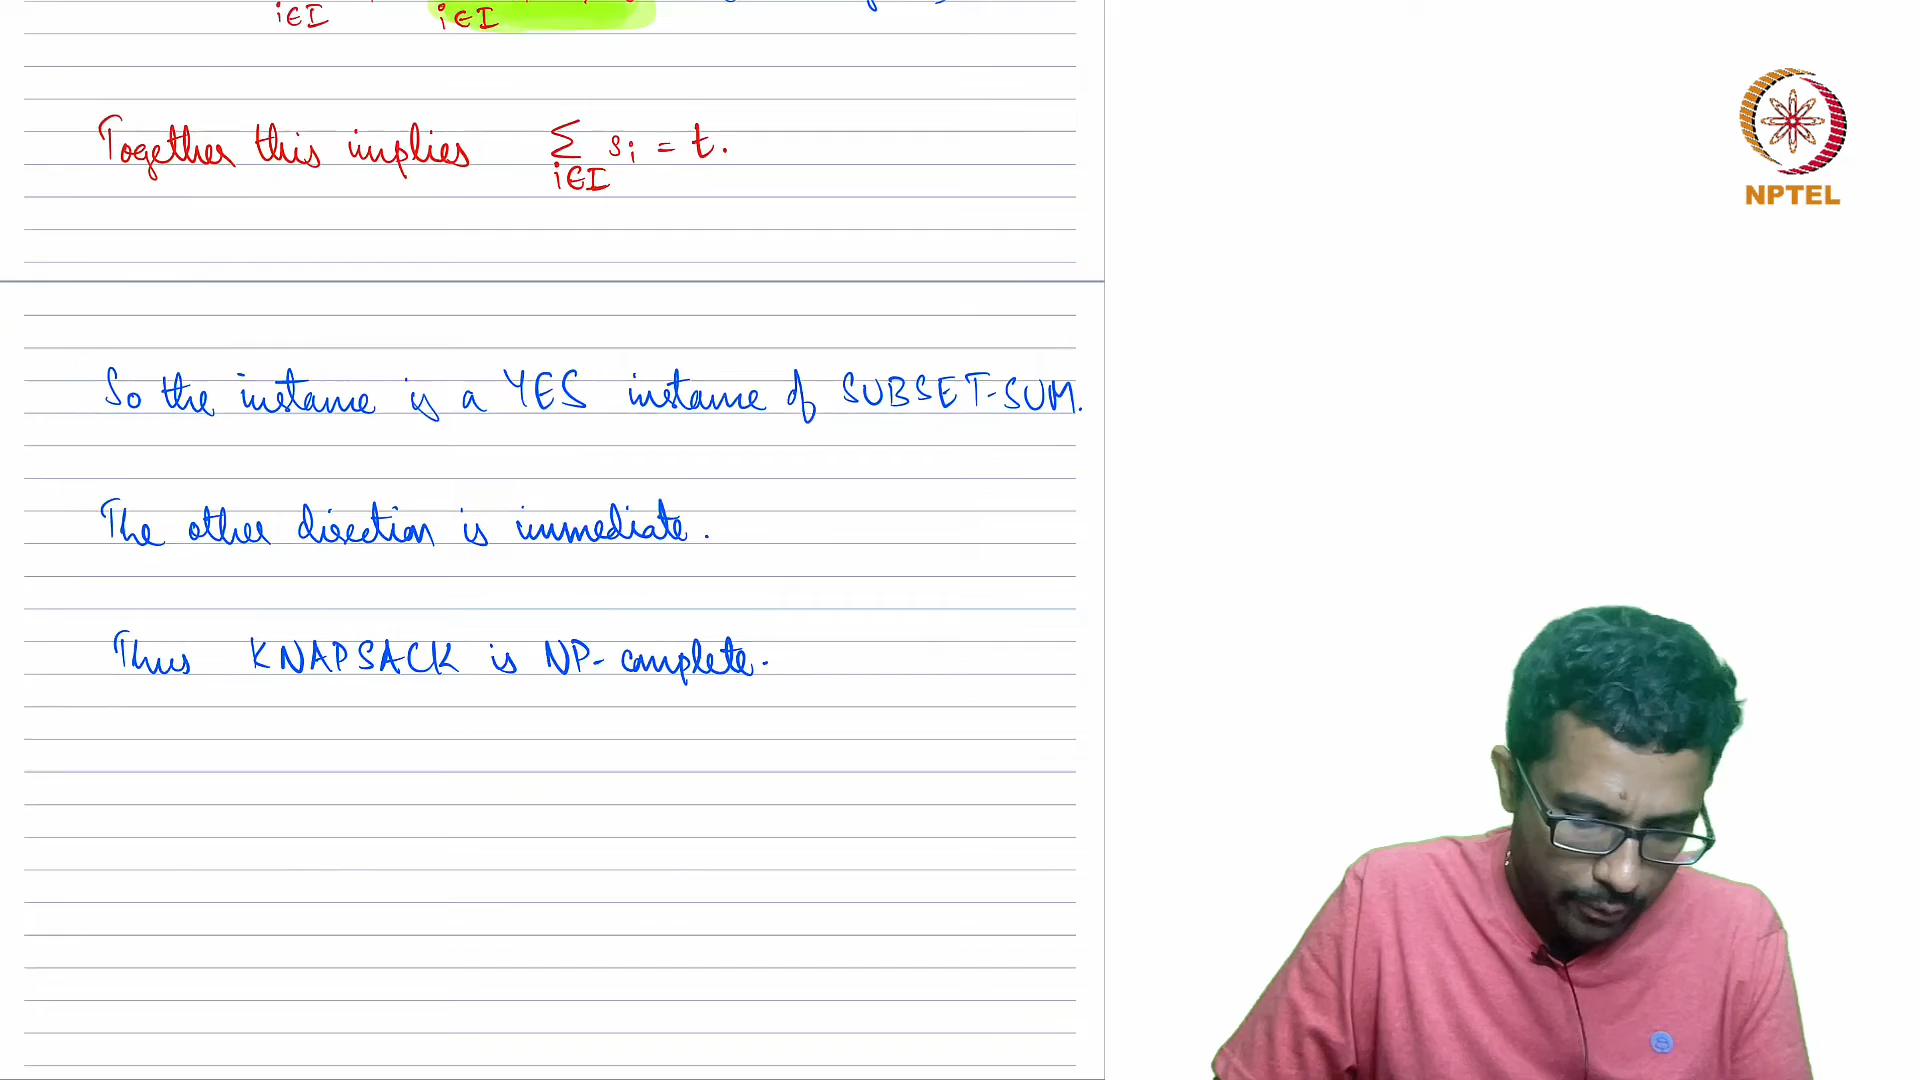 i∈I i∈I
Together this implies ∑ sᵢ = t.
i∈I
So the instance is a YES instance of SUBSET-SUM.
The other direction is immediate.
Thus KNAPSACK is NP-complete.
NPTEL